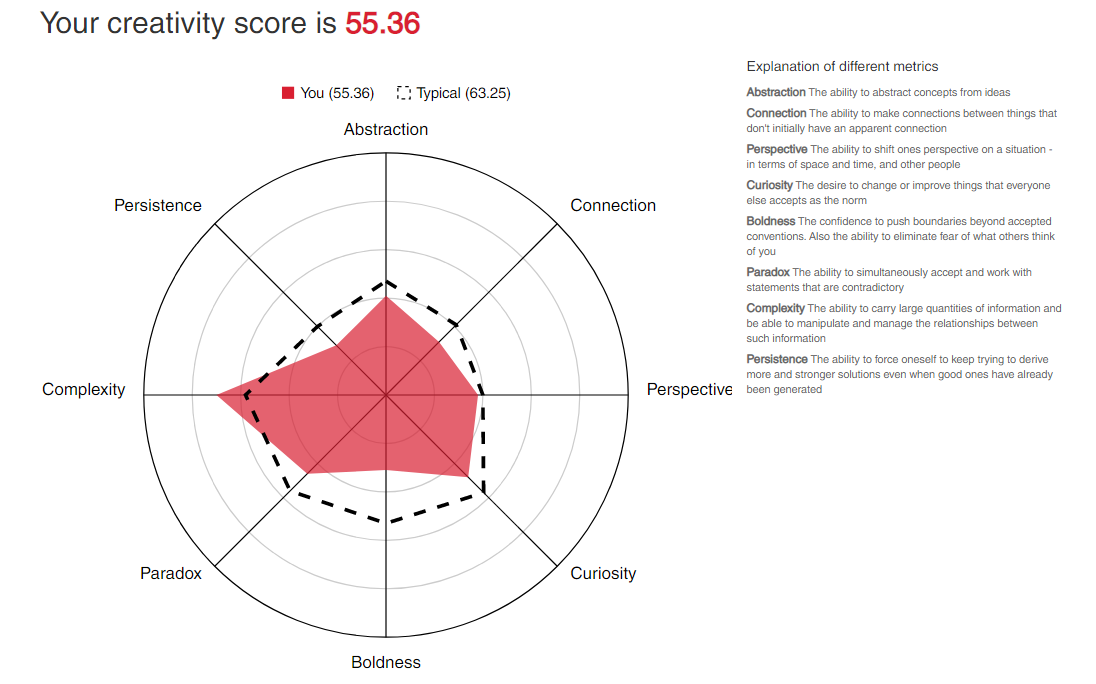 Your creativity score is 55.36
You (55.36)
Typical (63.25)
Abstraction
Persistence
Connection
Complexity
Perspective
Paradox
Curiosity
Boldness
Explanation of different metrics
Abstraction The ability to abstract concepts from ideas
Connection The ability to make connections between things that
don't initially have an apparent connection
Perspective The ability to shift ones perspective on a situation -
in terms of space and time, and other people
Curiosity The desire to change or improve things that everyone
else accepts as the norm
Boldness The confidence to push boundaries beyond accepted
conventions. Also the ability to eliminate fear of what others think
of you
Paradox The ability to simultaneously accept and work with
statements that are contradictory
Complexity The ability to carry large quantities of information and
be able to manipulate and manage the relationships between
such information
Persistence The ability to force oneself to keep trying to derive
more and stronger solutions even when good ones have already
been generated